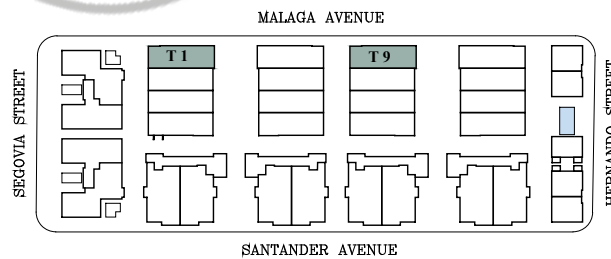 MALAGA AVENUE
T 1
T 9
SEGOVIA STREET
HERNANDO STREET
SANTANDER AVENUE